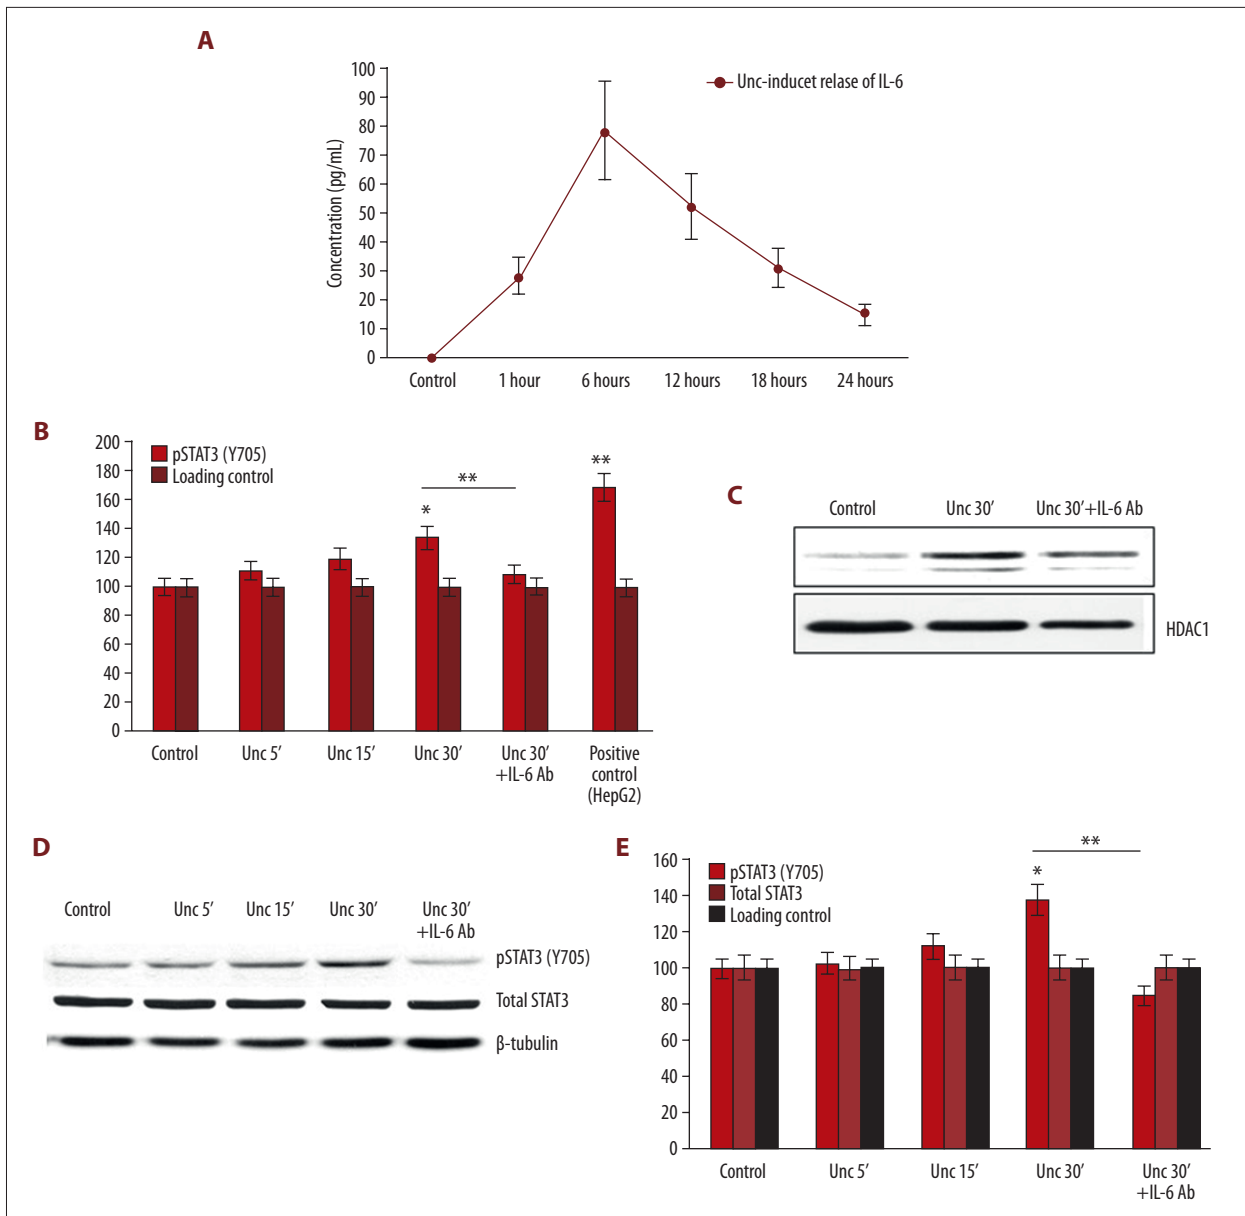 A
100
90
80
70
60
50
40
30
20
10
0
Concentration (pg/mL)
Unc-inducet relase of IL-6
Control 1 hour 6 hours 12 hours 18 hours 24 hours
B
200
180
160
140
120
100
80
60
40
20
0
pSTAT3 (Y705)
Loading control
*
**
**
Control Unc 5′ Unc 15′ Unc 30′ Unc 30′ Positive
+IL-6 Ab control
(HepG2)
C
Control Unc 30′ Unc 30′+IL-6 Ab
HDAC1
D
Control Unc 5′ Unc 15′ Unc 30′ Unc 30′
+IL-6 Ab
pSTAT3 (Y705)
Total STAT3
β-tubulin
E
160
140
120
100
80
60
40
20
0
pSTAT3 (Y705)
Total STAT3
Loading control
*
**
Control Unc 5′ Unc 15′ Unc 30′ Unc 30′
+IL-6 Ab